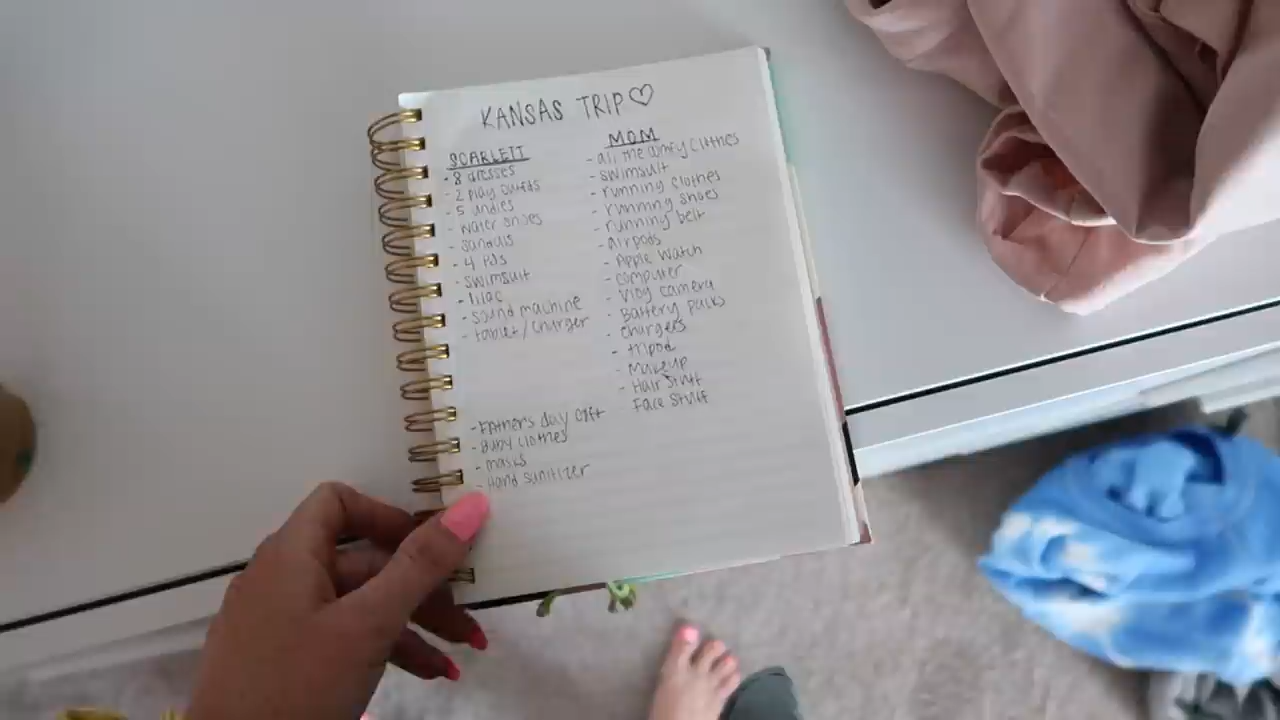 KANSAS TRIP♡
SCARLETT
- 8 dresses
- 2 play outfits
- 5 undies
- water shoes
- sandals
- 4 PJs
- swimsuit
- lilac
- sound machine
- tablet/charger
- Father's day gift
- Baby clothes
- masks
- Hand sanitizer
MOM
- all the comfy clothes
- swimsuit
- running clothes
- running shoes
- running belt
- airpods
- Apple Watch
- computer
- Vlog camera
- Battery packs
- chargers
- tripod
- Makeup
- Hair Stuff
Face Stuff